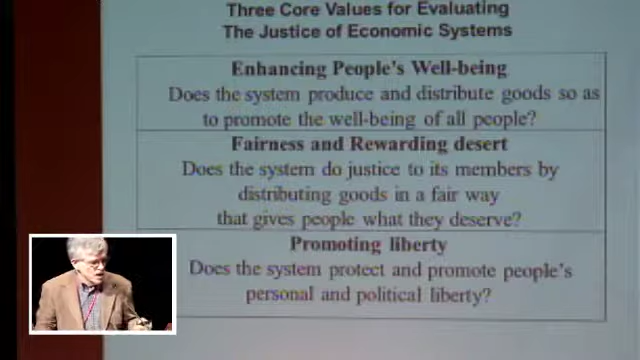 Three Core Values for Evaluating
The Justice of Economic Systems
Enhancing People's Well-being
Does the system produce and distribute goods so as
to promote the well-being of all people?
Fairness and Rewarding desert
Does the system do justice to its members by
distributing goods in a fair way
that gives people what they deserve?
Promoting liberty
Does the system protect and promote people's
personal and political liberty?